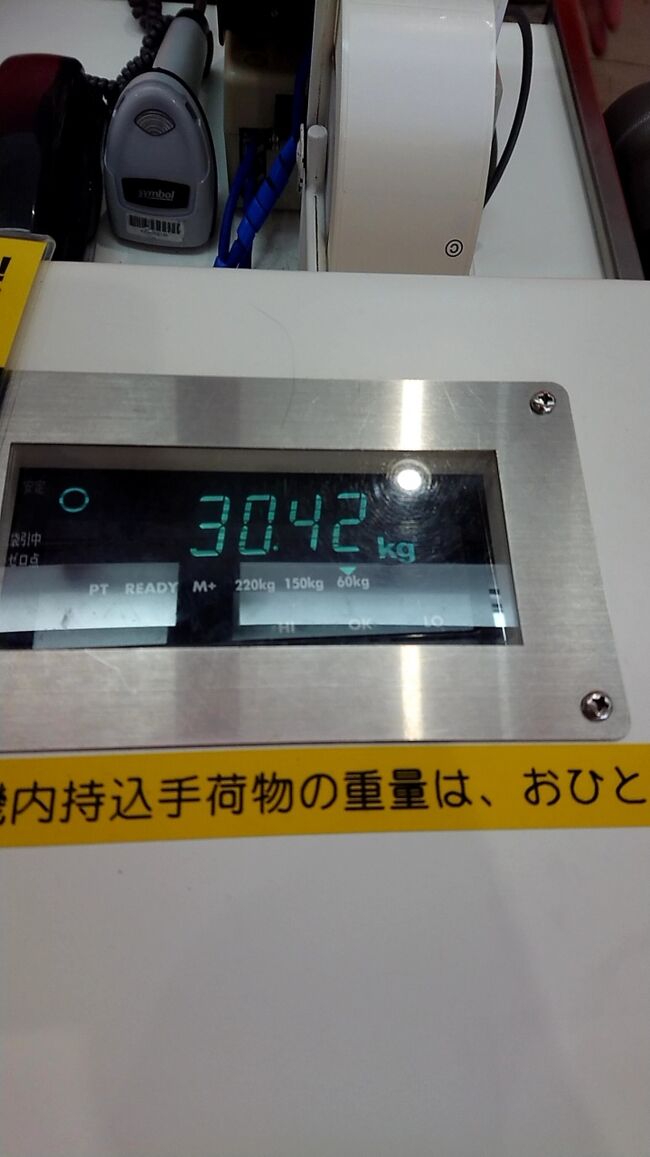 symbol
©
!!
安定
30.42 kg
袋引中
ゼロ点
PT READY M+ 220kg 150kg 60kg
HI OK LO
機内持込手荷物の重量は、おひと